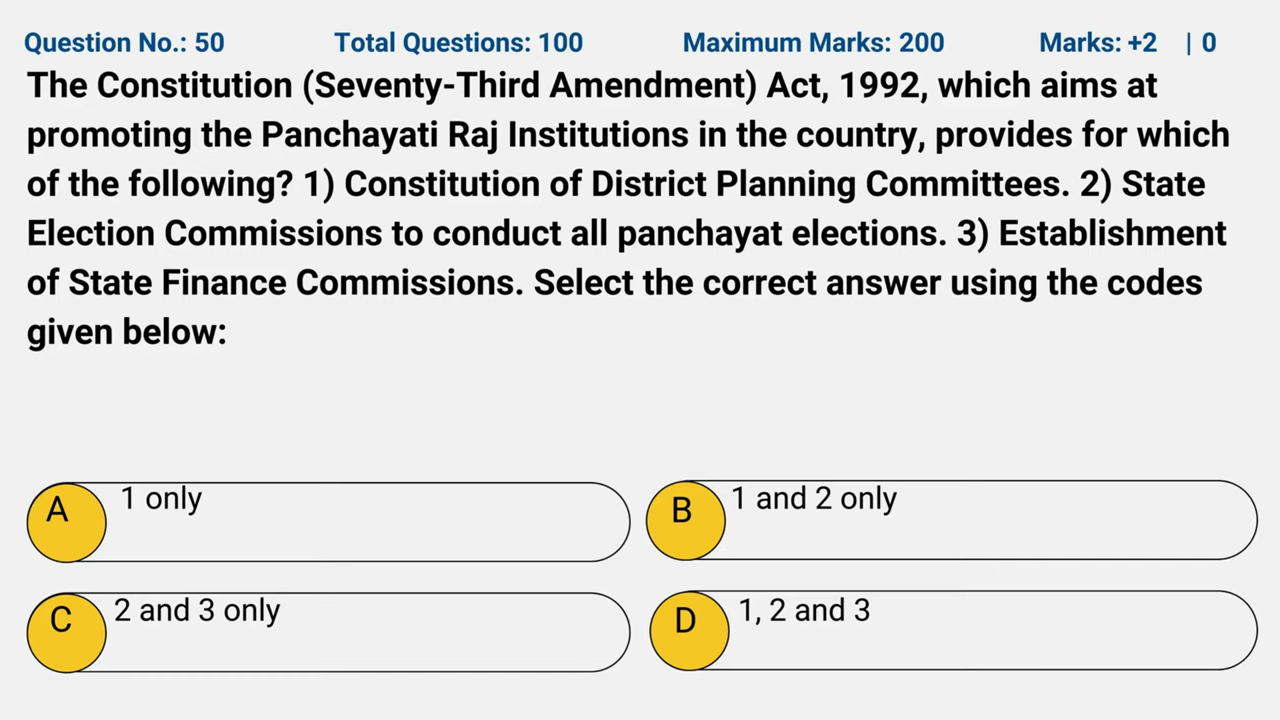 Question No.: 50 Total Questions: 100 Maximum Marks: 200 Marks: +2 | 0
The Constitution (Seventy-Third Amendment) Act, 1992, which aims at
promoting the Panchayati Raj Institutions in the country, provides for which
of the following? 1) Constitution of District Planning Committees. 2) State
Election Commissions to conduct all panchayat elections. 3) Establishment
of State Finance Commissions. Select the correct answer using the codes
given below:
A 1 only
B 1 and 2 only
C 2 and 3 only
D 1, 2 and 3